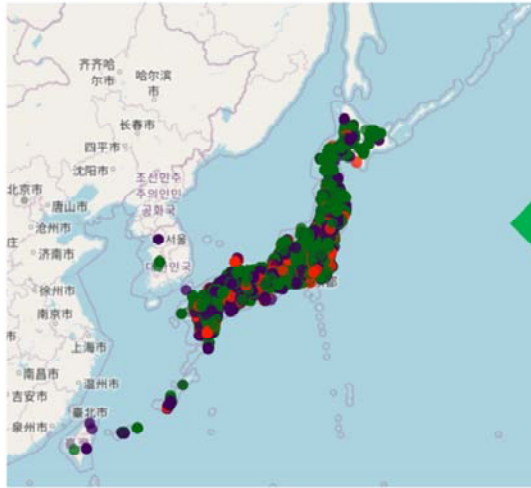 齐齐哈
尔市
哈尔滨
市
长春市
四平市
沈阳市
조선민주
주의인민
공화국
北京市
唐山市
沧州市
서울
庄
济南市
대한민국
徐州市
市
南京市
上海市
南昌市
温州市
吉安市
臺北市
泉州市